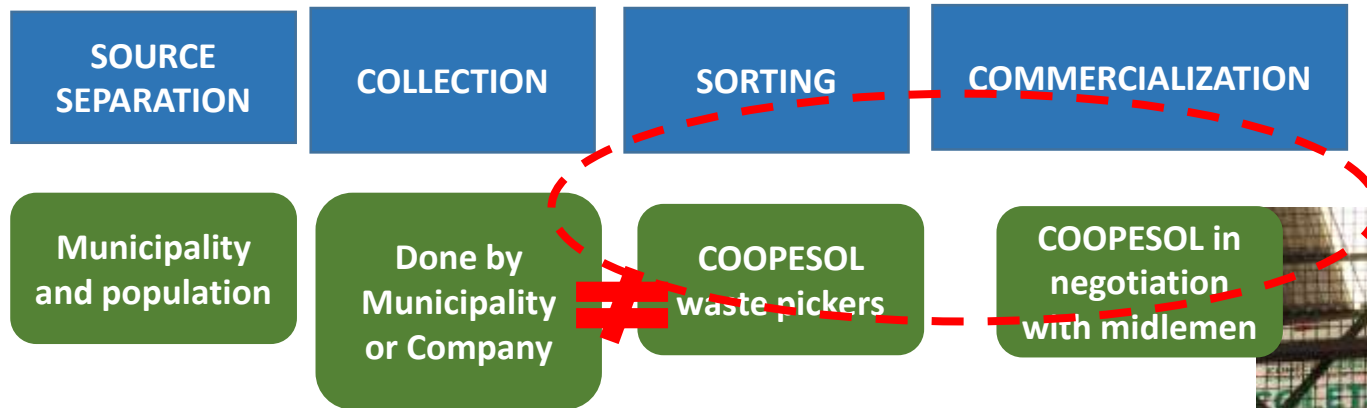 SOURCE
SEPARATION
COLLECTION
SORTING
COMMERCIALIZATION
Municipality
and population
Done by
Municipality
or Company
≠
COOPESOL
waste pickers
COOPESOL in
negotiation
with midlemen